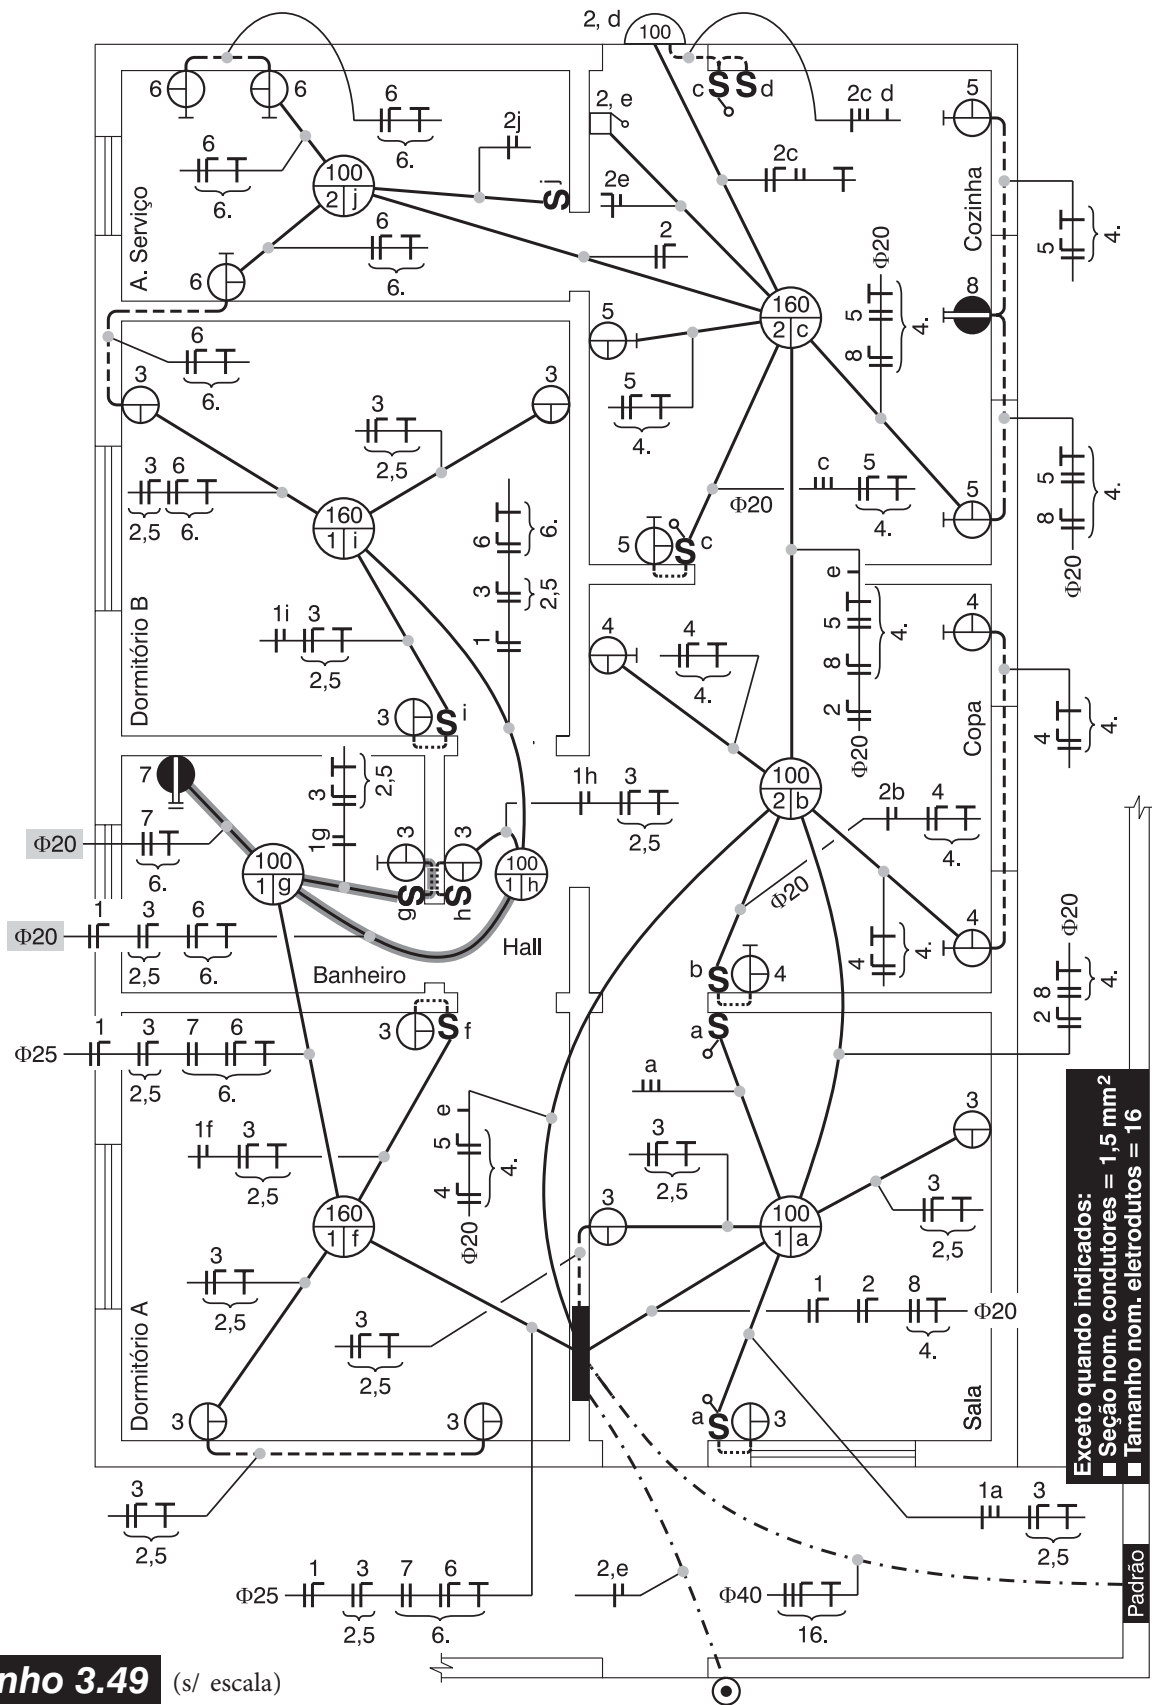 2, d
100
6
6
6
2j
2, e
c S S d
2c d
5
6
6.
6.
100
2 j
S j
2e
2c
Cozinha
A. Serviço
6
6.
2
Φ20
5
4.
6
160
2 c
5
8
4.
8
5
6
6.
3
3
3
2,5
5
4.
3 6
2,5 6.
c 5
Φ20
4.
5
5
8
4.
Φ20
160
1 i
6
6.
3
2,5
1
5 S c
e
5
8
4.
2
Φ20
Dormitório B
1i 3
2,5
4
4
4.
4
4
4.
3 S i
Copa
7
3
2,5
1g
1h 3
2,5
100
2 b
2b 4
4.
Φ20
7
6.
100
1 g
3
3
S g
S h
100
1 h
Φ20
4
4.
4
Φ20
8
2
4.
Φ20
1 3 6
2,5 6.
Hall
Banheiro
b S 4
Φ25
1 3 7 6
2,5 6.
3 S f
a S
a
e
5
4
4.
Φ20
3
2,5
3
1f 3
2,5
160
1 f
3
100
1 a
3
2,5
3
2,5
1 2 8
Φ20
4.
Dormitório A
3
2,5
3
3
a S 3
Sala
Exceto quando indicados:
■ Seção nom. condutores = 1,5 mm²
■ Tamanho nom. eletrodutos = 16
3
2,5
1a 3
2,5
Φ25
1 3 7 6
2,5 6.
2,e
Φ40
16.
Padrão
nho 3.49 (s/ escala)